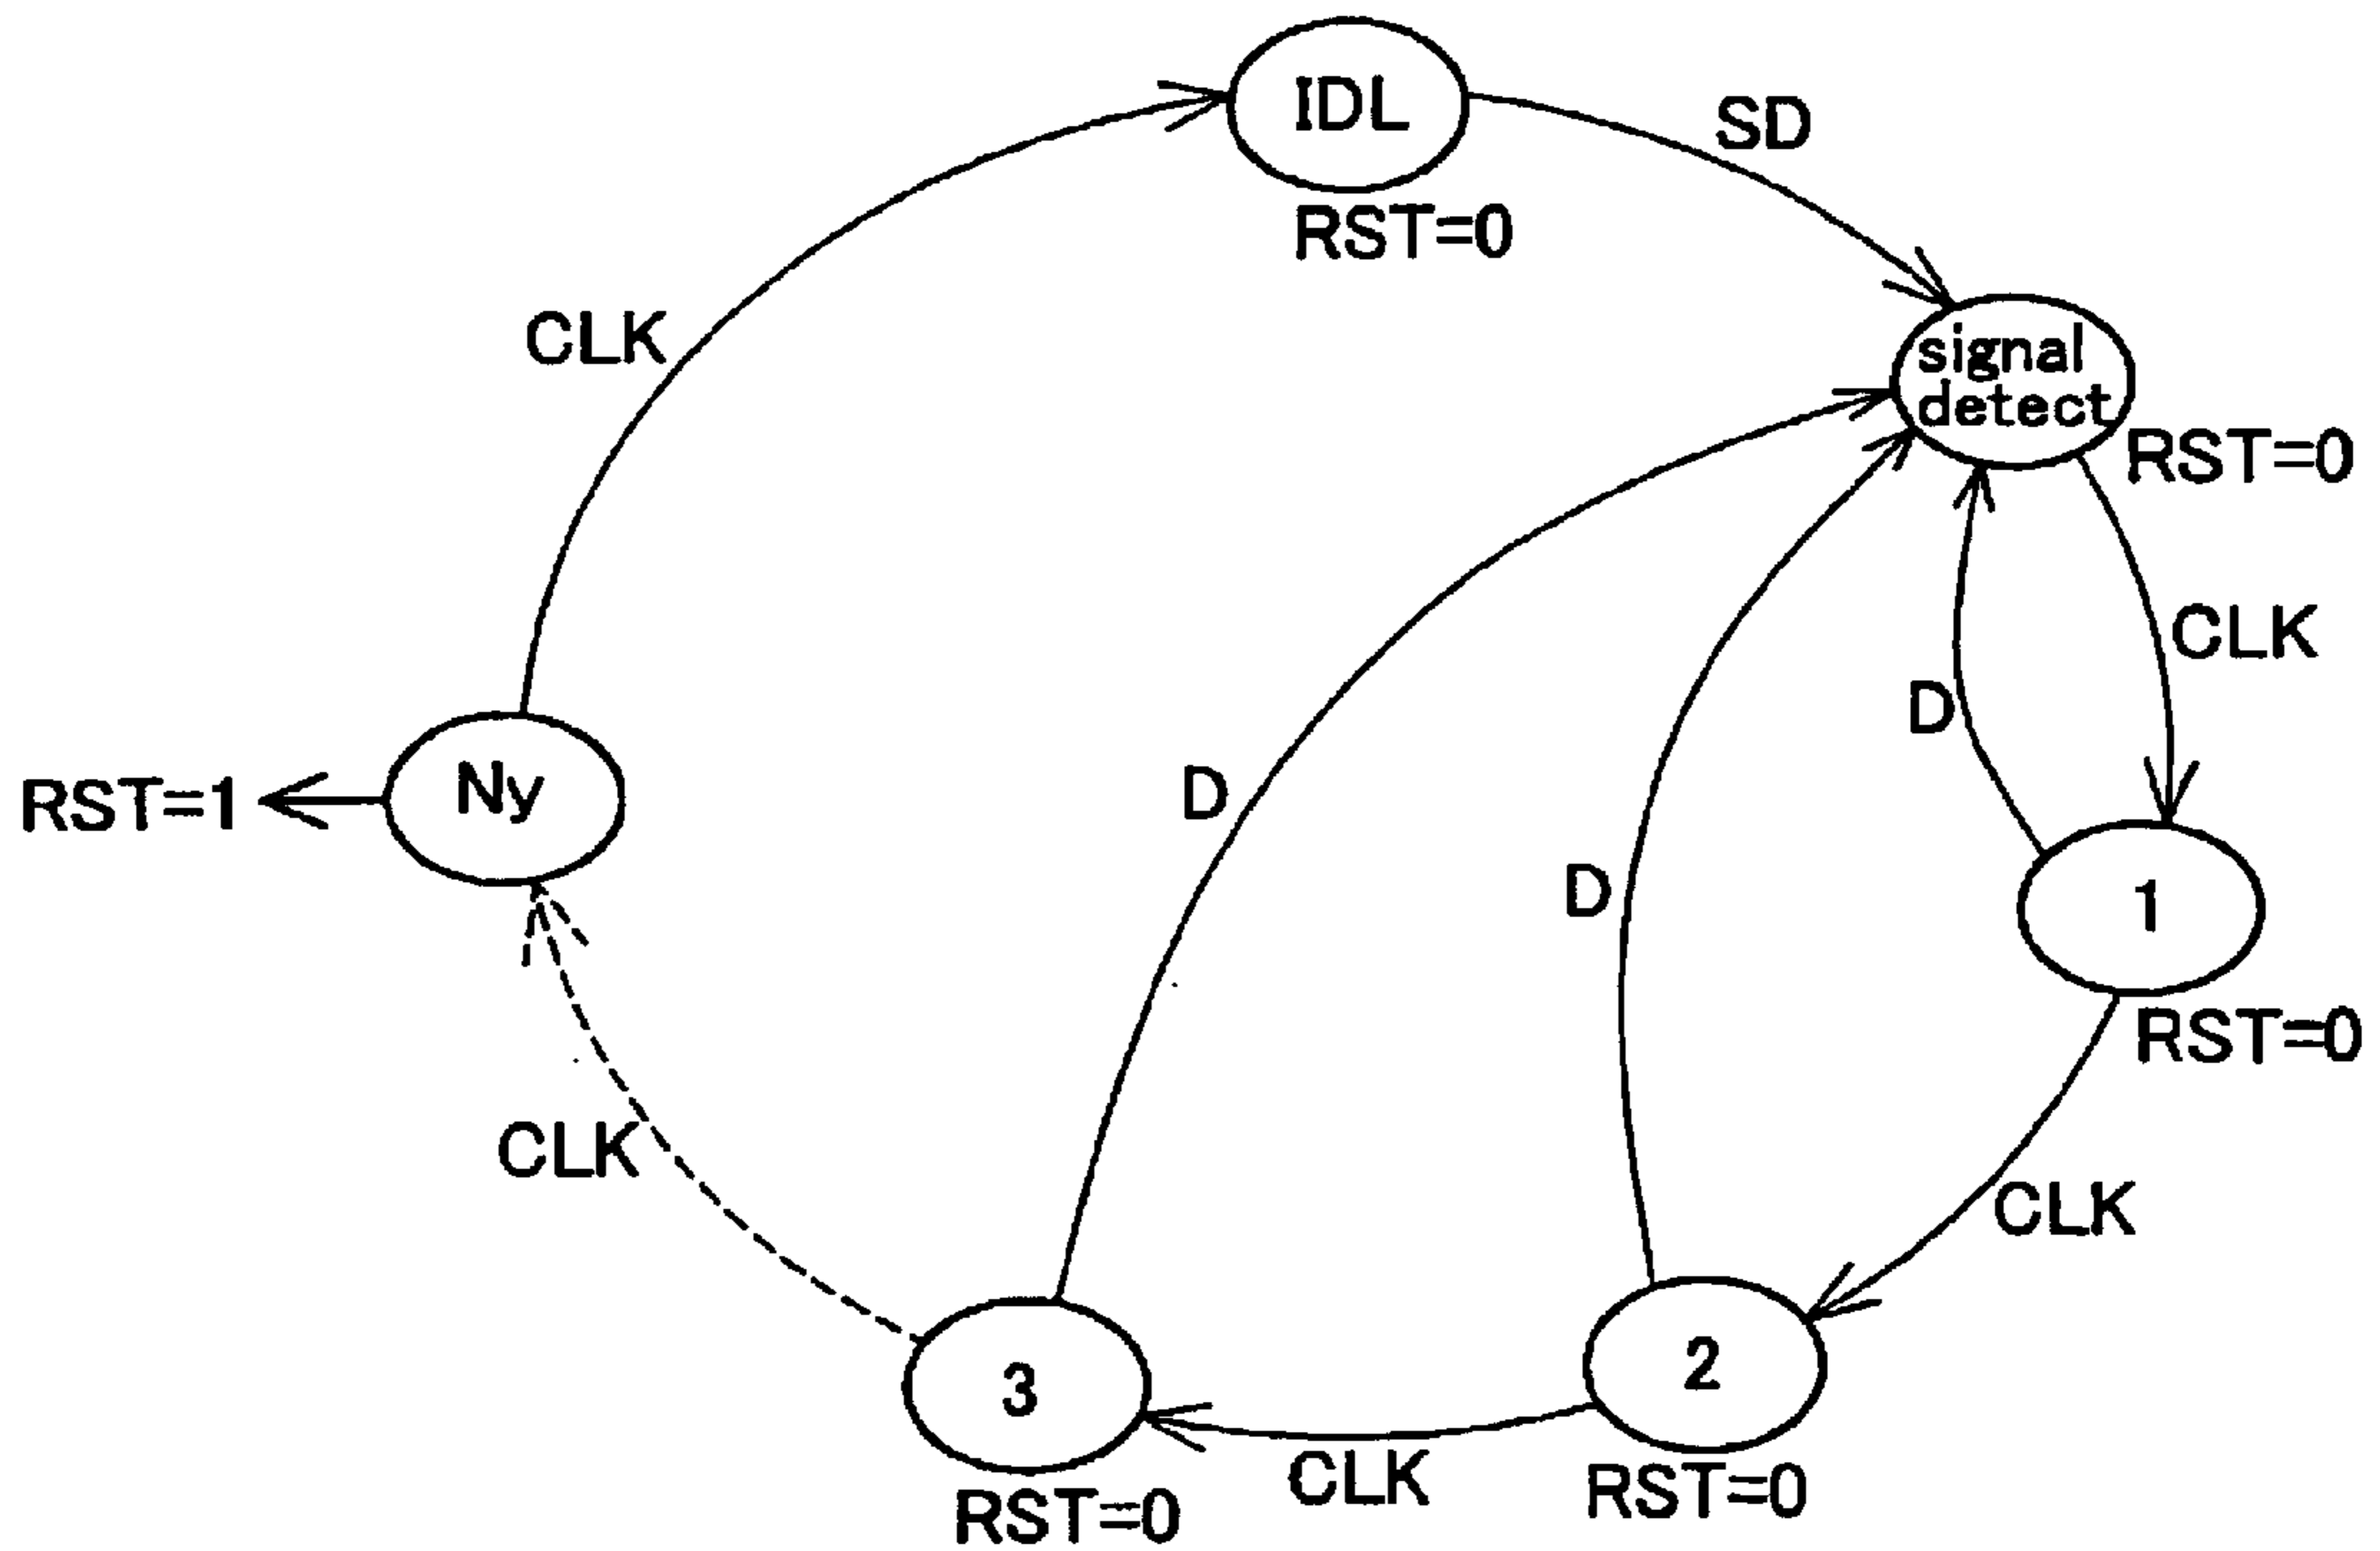 IDL
SD
RST=0
CLK
signal
detect
RST=0
CLK
D
Ny
RST=1
D
D
1
RST=0
CLK
CLK
2
3
CLK
RST=0
RST=0